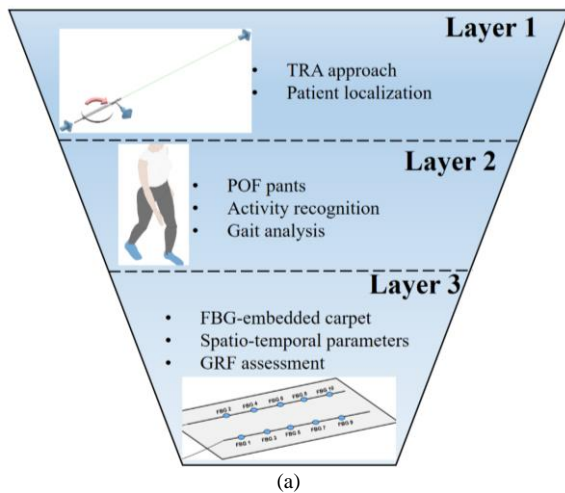 Layer 1
• TRA approach
• Patient localization
Layer 2
• POF pants
• Activity recognition
• Gait analysis
Layer 3
• FBG-embedded carpet
• Spatio-temporal parameters
• GRF assessment
FBG 2 FBG 4 FBG 6 FBG 8 FBG 10
FBG 1 FBG 3 FBG 5 FBG 7 FBG 9
(a)